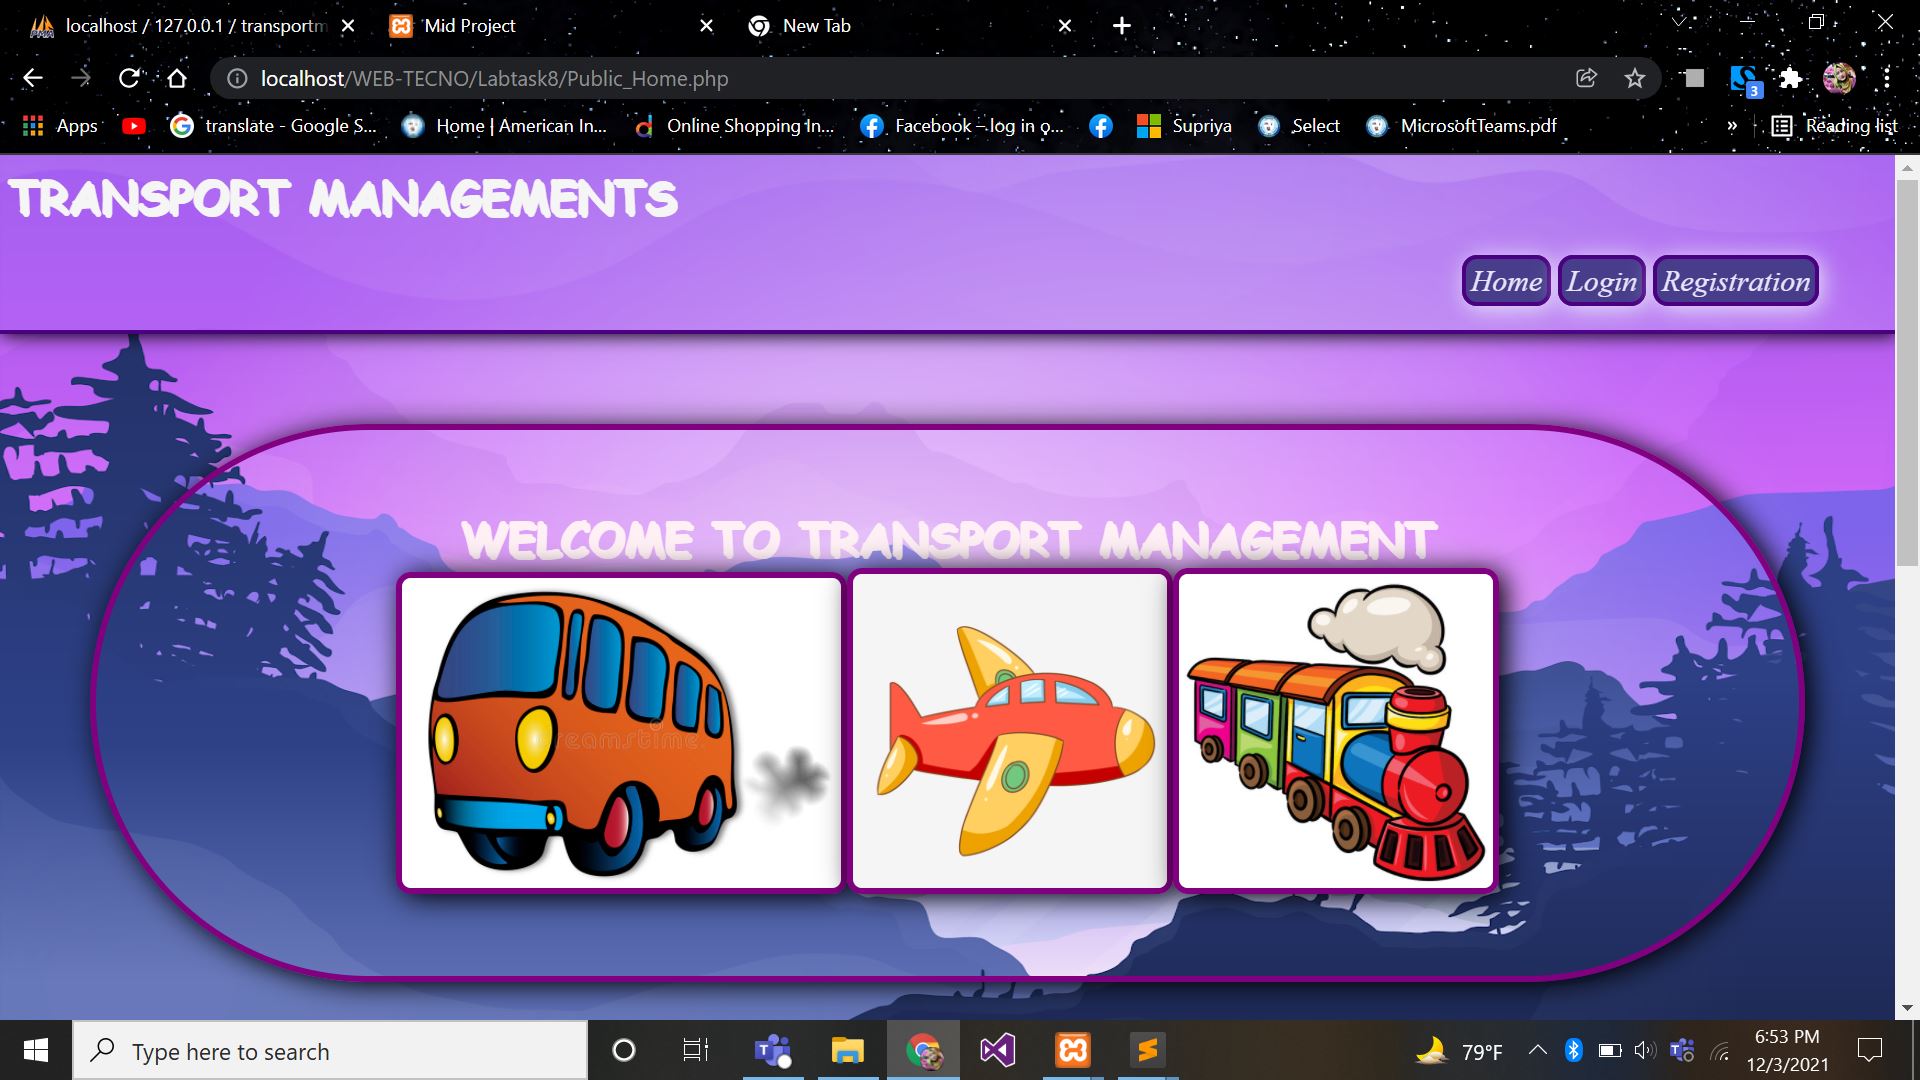 localhost / 127.0.0.1 / transportm
Mid Project
New Tab
localhost/WEB-TECNO/Labtask8/Public_Home.php
3
Apps
translate - Google S...
Home | American In...
Online Shopping In...
Facebook – log in o...
Supriya
Select
MicrosoftTeams.pdf
»
Reading list
TRANSPORT MANAGEMENTS
Home
Login
Registration
WELCOME TO TRANSPORT MANAGEMENT
dreamstime.
Type here to search
79°F
6:53 PM
12/3/2021